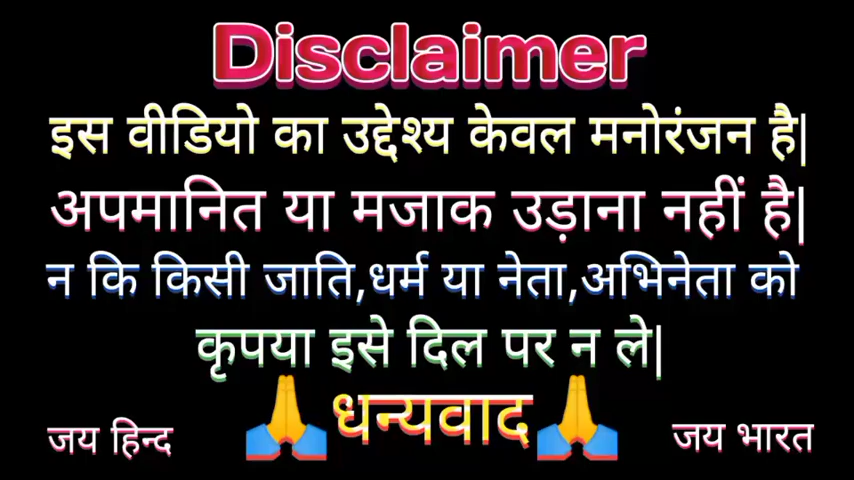 Disclaimer
इस वीडियो का उद्देश्य केवल मनोरंजन है|
अपमानित या मजाक उड़ाना नहीं है|
न कि किसी जाति,धर्म या नेता,अभिनेता को
कृपया इसे दिल पर न ले|
🙏धन्यवाद🙏
जय हिन्द
जय भारत